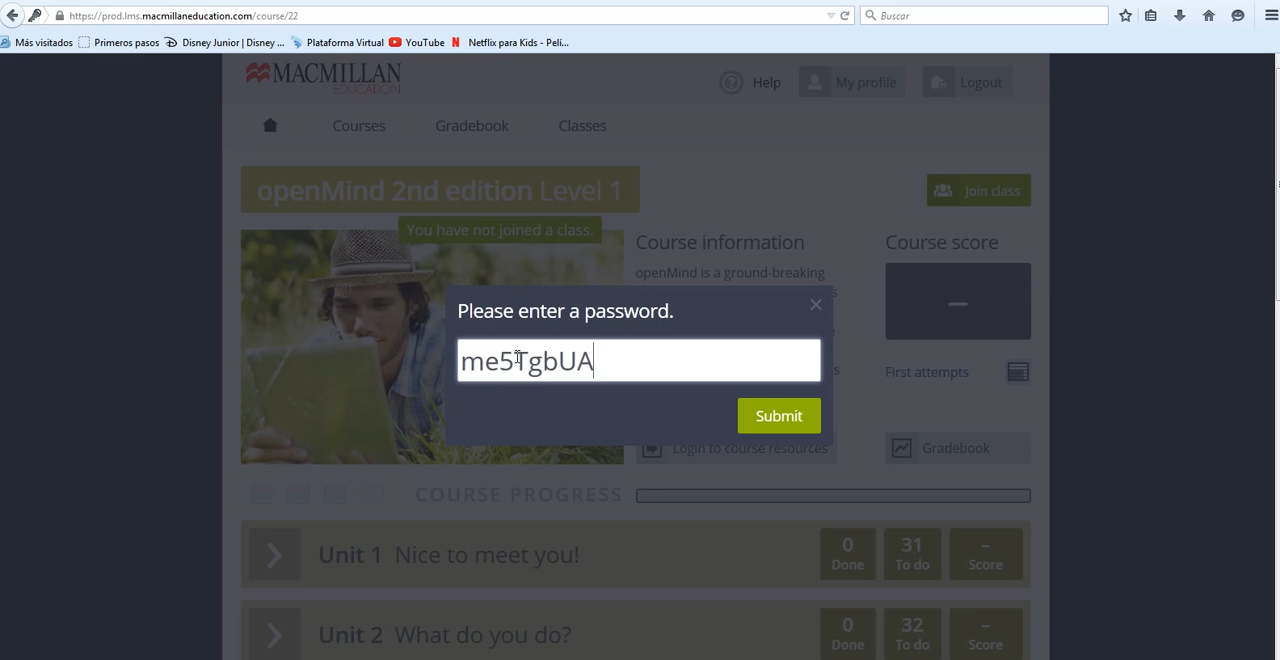 https://prod.lms.macmillaneducation.com/course/22
Buscar
Más visitados Primeros pasos Disney Junior | Disney ... Plataforma Virtual YouTube Netflix para Kids - Pelí...
MACMILLAN
EDUCATION
Help My profile Logout
Courses Gradebook Classes
openMind 2nd edition Level 1
Join class
You have not joined a class.
Course information Course score
openMind is a ground-breaking
–
Please enter a password.
me5TgbUA
First attempts
Submit
Login to course resources
Gradebook
COURSE PROGRESS
Unit 1 Nice to meet you! 0 Done 31 To do – Score
Unit 2 What do you do? 0 Done 32 To do – Score